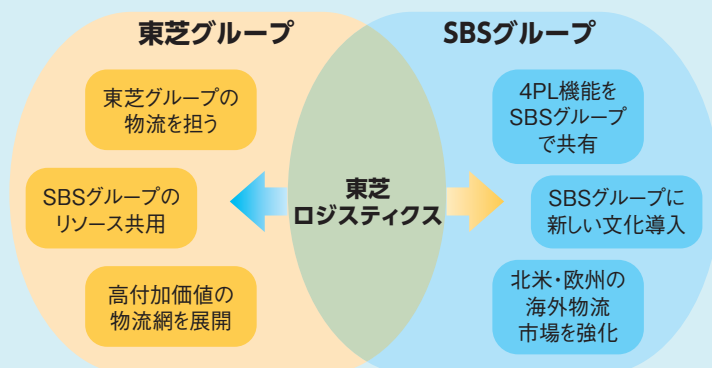 東芝グループ
東芝グループの
物流を担う
SBSグループの
リソース共用
高付加価値の
物流網を展開
東芝
ロジスティクス
SBSグループ
4PL機能を
SBSグループ
で共有
SBSグループに
新しい文化導入
北米・欧州の
海外物流
市場を強化